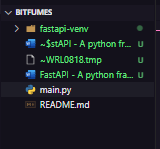 BITFUMES
fastapi-venv
~$stAPI - A python fra... U
~WRL0818.tmp U
FastAPI - A python fr... U
main.py
README.md